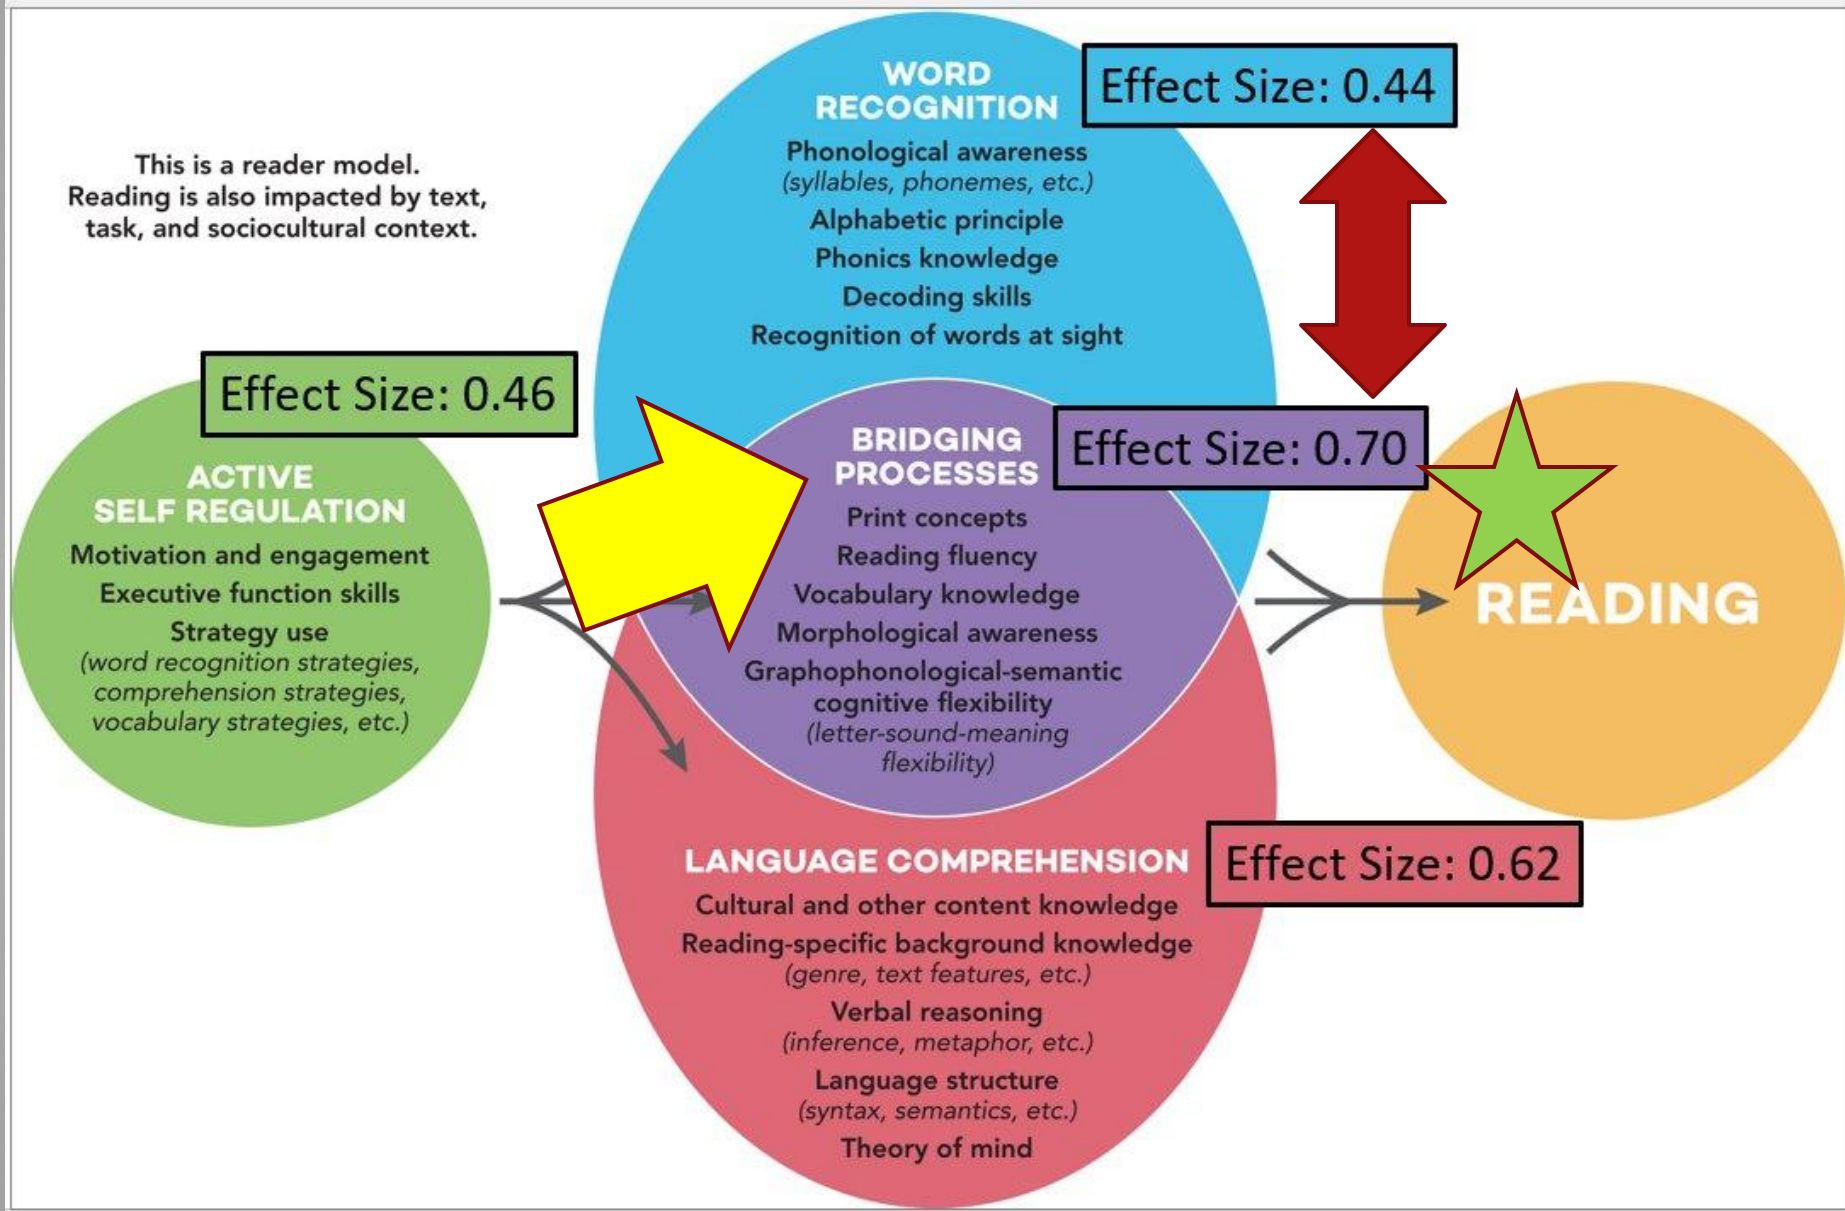 This is a reader model.
Reading is also impacted by text,
task, and sociocultural context.
Effect Size: 0.46
ACTIVE
SELF REGULATION
Motivation and engagement
Executive function skills
Strategy use
(word recognition strategies,
comprehension strategies,
vocabulary strategies, etc.)
WORD
RECOGNITION
Effect Size: 0.44
Phonological awareness
(syllables, phonemes, etc.)
Alphabetic principle
Phonics knowledge
Decoding skills
Recognition of words at sight
BRIDGING
PROCESSES
Effect Size: 0.70
Print concepts
Reading fluency
Vocabulary knowledge
Morphological awareness
Graphophonological-semantic
cognitive flexibility
(letter-sound-meaning
flexibility)
LANGUAGE COMPREHENSION
Effect Size: 0.62
Cultural and other content knowledge
Reading-specific background knowledge
(genre, text features, etc.)
Verbal reasoning
(inference, metaphor, etc.)
Language structure
(syntax, semantics, etc.)
Theory of mind
READING